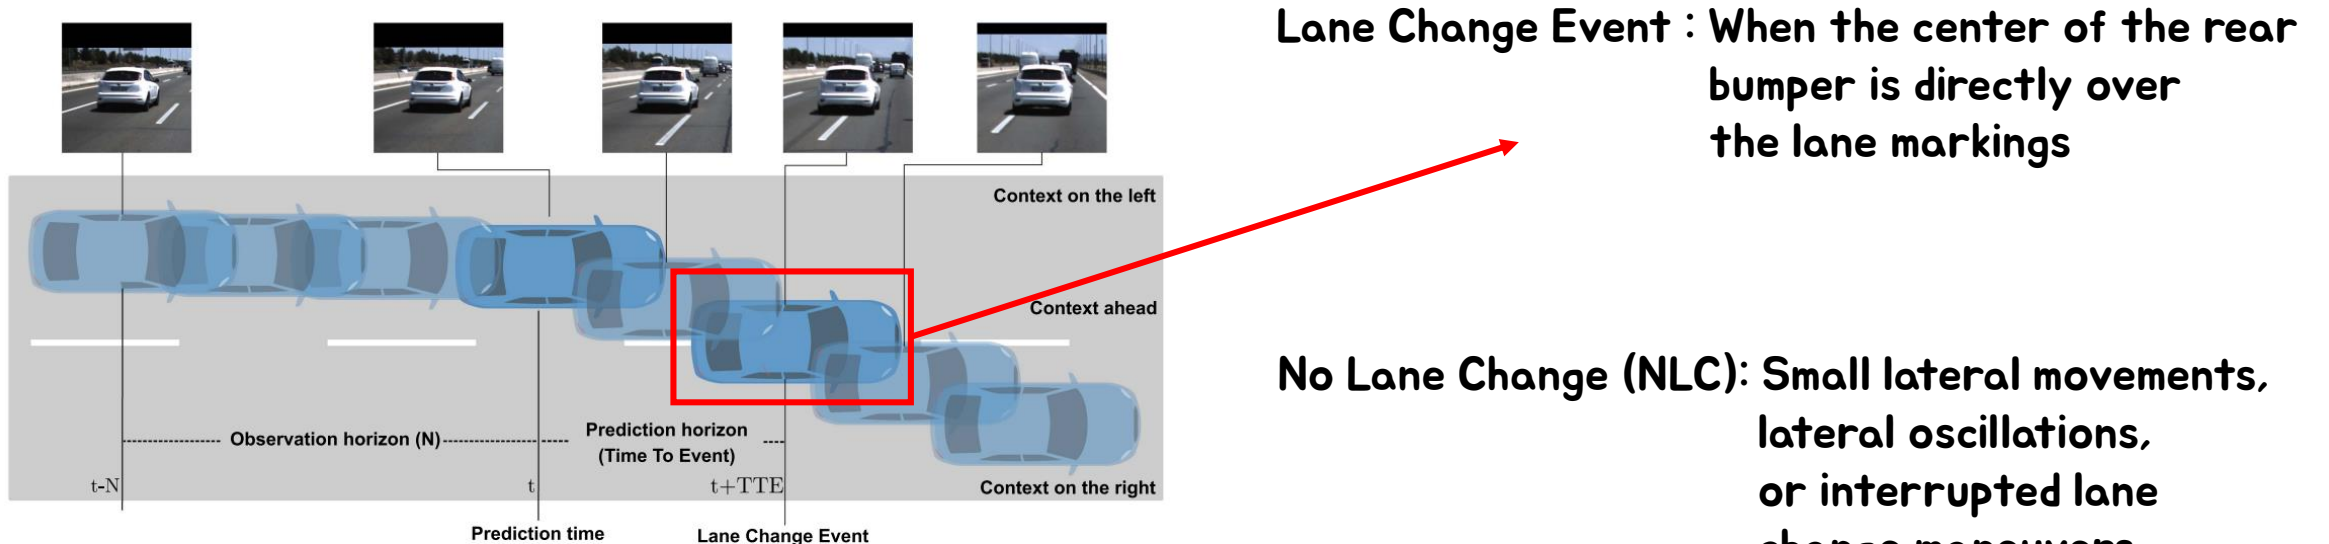 Lane Change Event : When the center of the rear
bumper is directly over
the lane markings
Context on the left
Context ahead
No Lane Change (NLC): Small lateral movements,
lateral oscillations,
or interrupted lane
change maneuvers
Observation horizon (N)
Prediction horizon
(Time To Event)
t-N
t
t+TTE
Context on the right
Prediction time
Lane Change Event